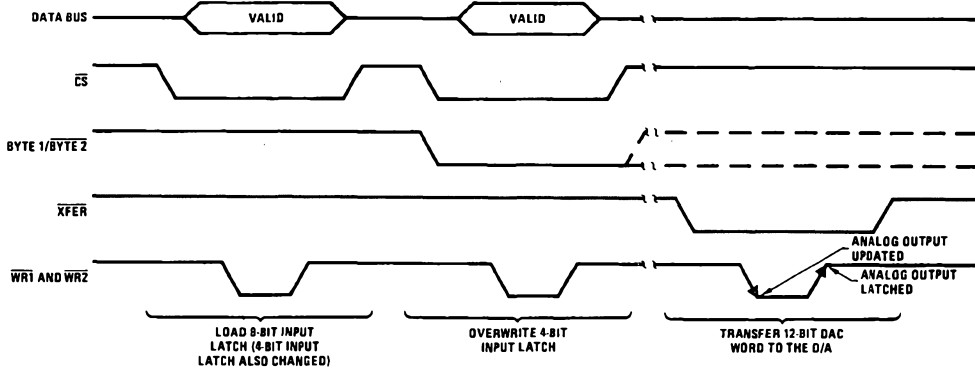 DATA BUS
VALID
VALID
CS
BYTE 1/BYTE 2
XFER
WR1 AND WR2
ANALOG OUTPUT
UPDATED
ANALOG OUTPUT
LATCHED
LOAD 8-BIT INPUT
LATCH (4-BIT INPUT
LATCH ALSO CHANGED)
OVERWRITE 4-BIT
INPUT LATCH
TRANSFER 12-BIT DAC
WORD TO THE D/A